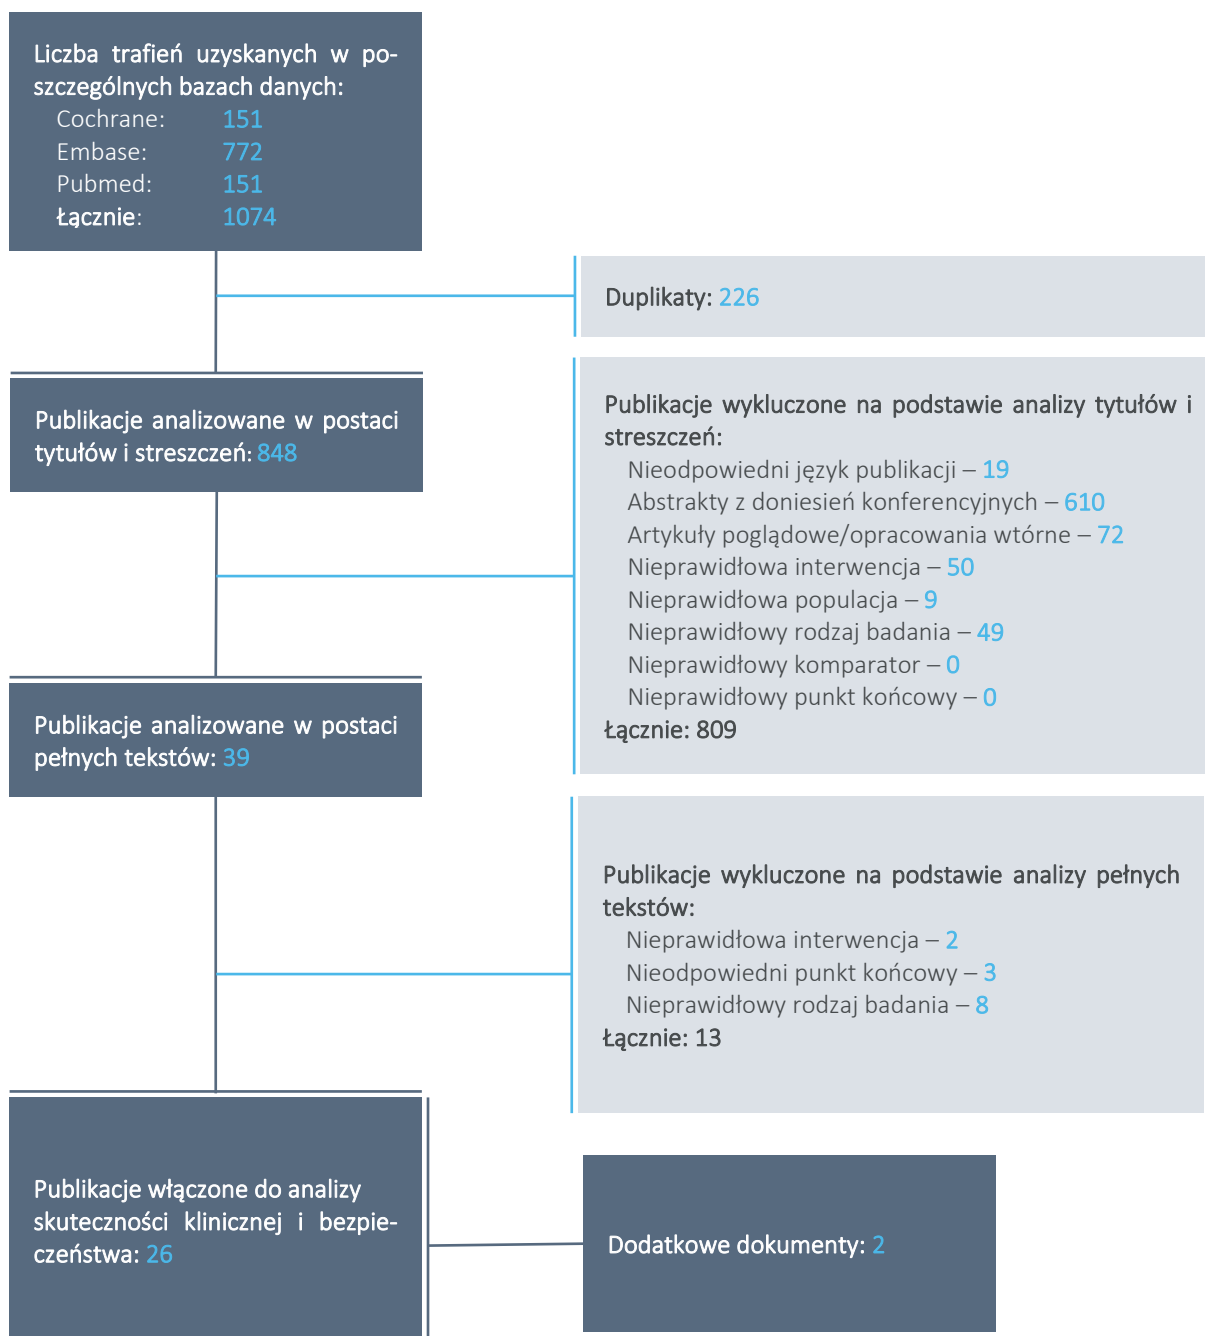 Liczba trafień uzyskanych w po-
szczególnych bazach danych:
Cochrane: 151
Embase: 772
Pubmed: 151
Łącznie: 1074
Duplikaty: 226
Publikacje analizowane w postaci
tytułów i streszczeń: 848
Publikacje wykluczone na podstawie analizy tytułów i
streszczeń:
Nieodpowiedni język publikacji – 19
Abstrakty z doniesień konferencyjnych – 610
Artykuły poglądowe/opracowania wtórne – 72
Nieprawidłowa interwencja – 50
Nieprawidłowa populacja – 9
Nieprawidłowy rodzaj badania – 49
Nieprawidłowy komparator – 0
Nieprawidłowy punkt końcowy – 0
Łącznie: 809
Publikacje analizowane w postaci
pełnych tekstów: 39
Publikacje wykluczone na podstawie analizy pełnych
tekstów:
Nieprawidłowa interwencja – 2
Nieodpowiedni punkt końcowy – 3
Nieprawidłowy rodzaj badania – 8
Łącznie: 13
Publikacje włączone do analizy
skuteczności klinicznej i bezpie-
czeństwa: 26
Dodatkowe dokumenty: 2